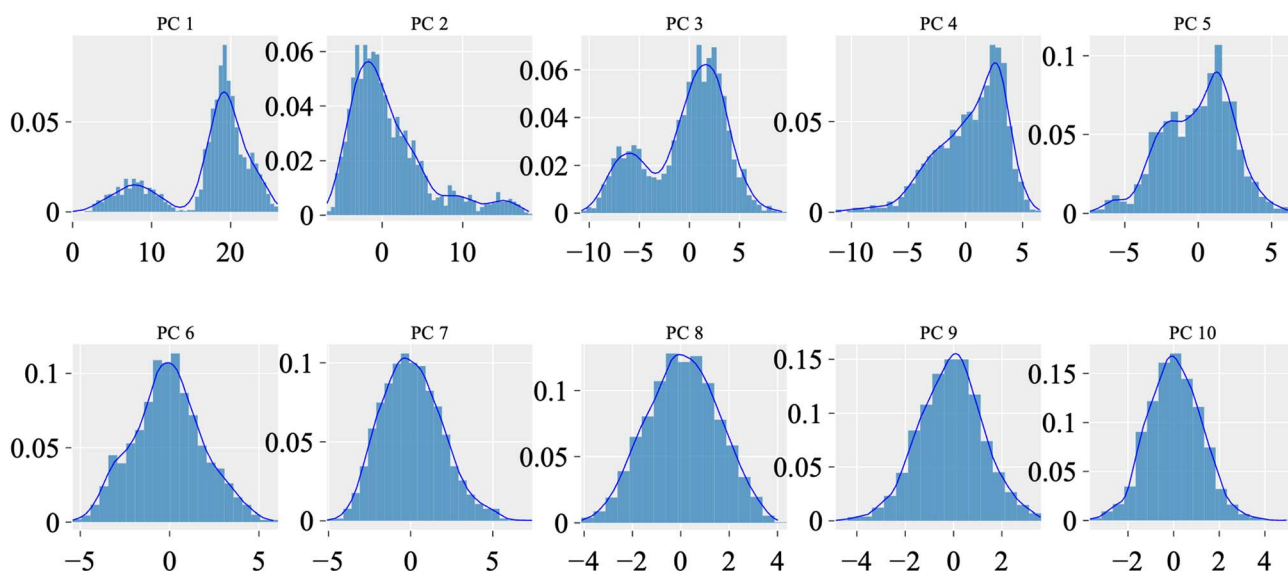 PC 1 PC 2 PC 3 PC 4 PC 5
0.05 0.06 0.06 0.05 0.1
0.04 0.04 0.05
0.02 0.02
0 0 0 0 0
0 10 20 0 10 −10 −5 0 5 −10 −5 0 5 −5 0 5
PC 6 PC 7 PC 8 PC 9 PC 10
0.1 0.1 0.1 0.15 0.15
0.1 0.10
0.05 0.05 0.05 0.05 0.05
0 0 0 0 0
−5 0 5 −5 0 5 −4 −2 0 2 4 −4 −2 0 2 −2 0 2 4